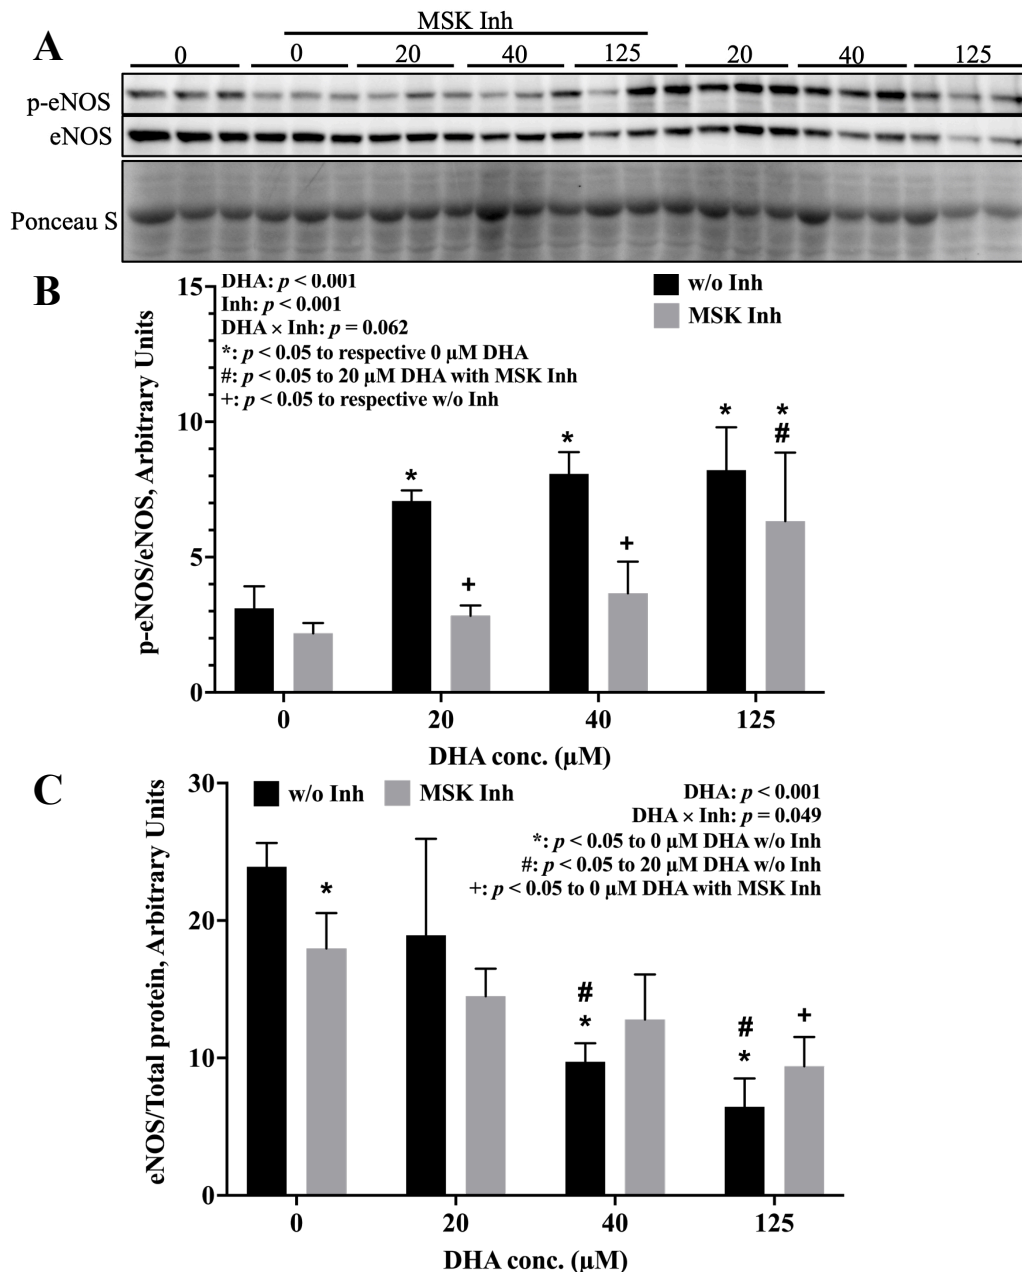 A
MSK Inh
0 0 20 40 125 20 40 125
p-eNOS
eNOS
Ponceau S
B
DHA: p < 0.001
Inh: p < 0.001
DHA × Inh: p = 0.062
*: p < 0.05 to respective 0 µM DHA
#: p < 0.05 to 20 µM DHA with MSK Inh
+: p < 0.05 to respective w/o Inh
w/o Inh
MSK Inh
p-eNOS/eNOS, Arbitrary Units
15
10
5
0
*
+
*
+
*
*
#
0 20 40 125
DHA conc. (µM)
C
w/o Inh MSK Inh
DHA: p < 0.001
DHA × Inh: p = 0.049
*: p < 0.05 to 0 µM DHA w/o Inh
#: p < 0.05 to 20 µM DHA w/o Inh
+: p < 0.05 to 0 µM DHA with MSK Inh
eNOS/Total protein, Arbitrary Units
30
20
10
0
*
#
*
#
*
+
0 20 40 125
DHA conc. (µM)